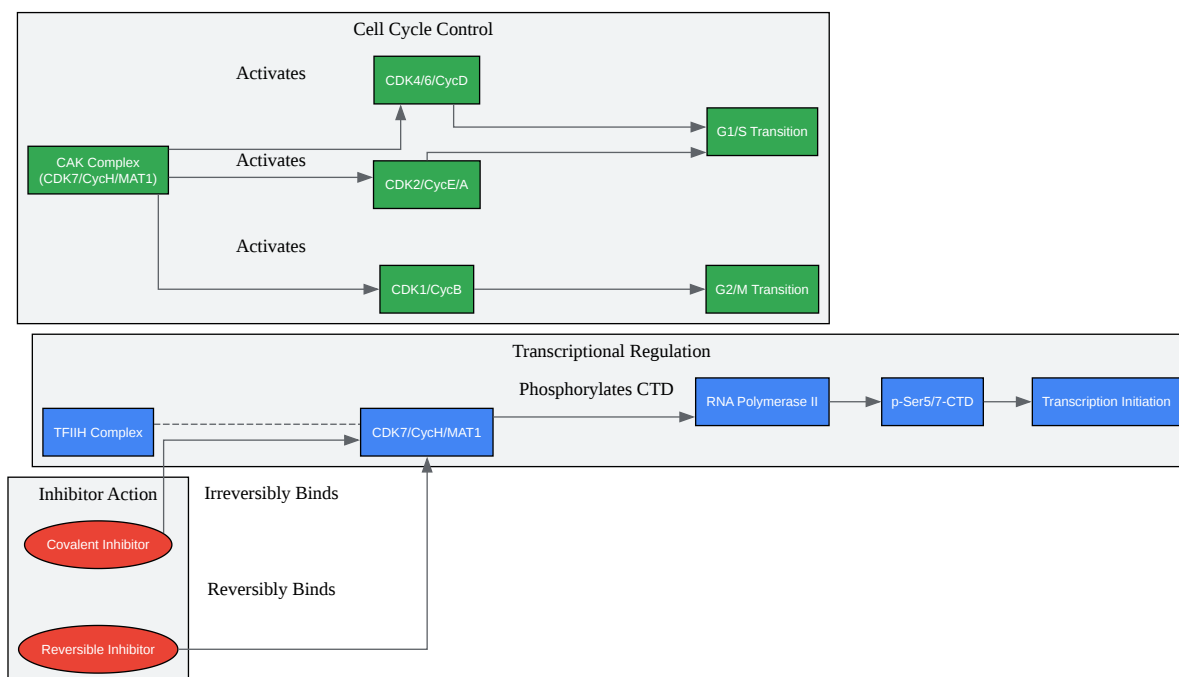 Cell Cycle Control
Activates
CDK4/6/CycD
G1/S Transition
CAK Complex
(CDK7/CycH/MAT1)
Activates
CDK2/CycE/A
Activates
CDK1/CycB
G2/M Transition
Transcriptional Regulation
Phosphorylates CTD
RNA Polymerase II
p-Ser5/7-CTD
Transcription Initiation
TFIIH Complex
CDK7/CycH/MAT1
Inhibitor Action
Irreversibly Binds
Covalent Inhibitor
Reversibly Binds
Reversible Inhibitor